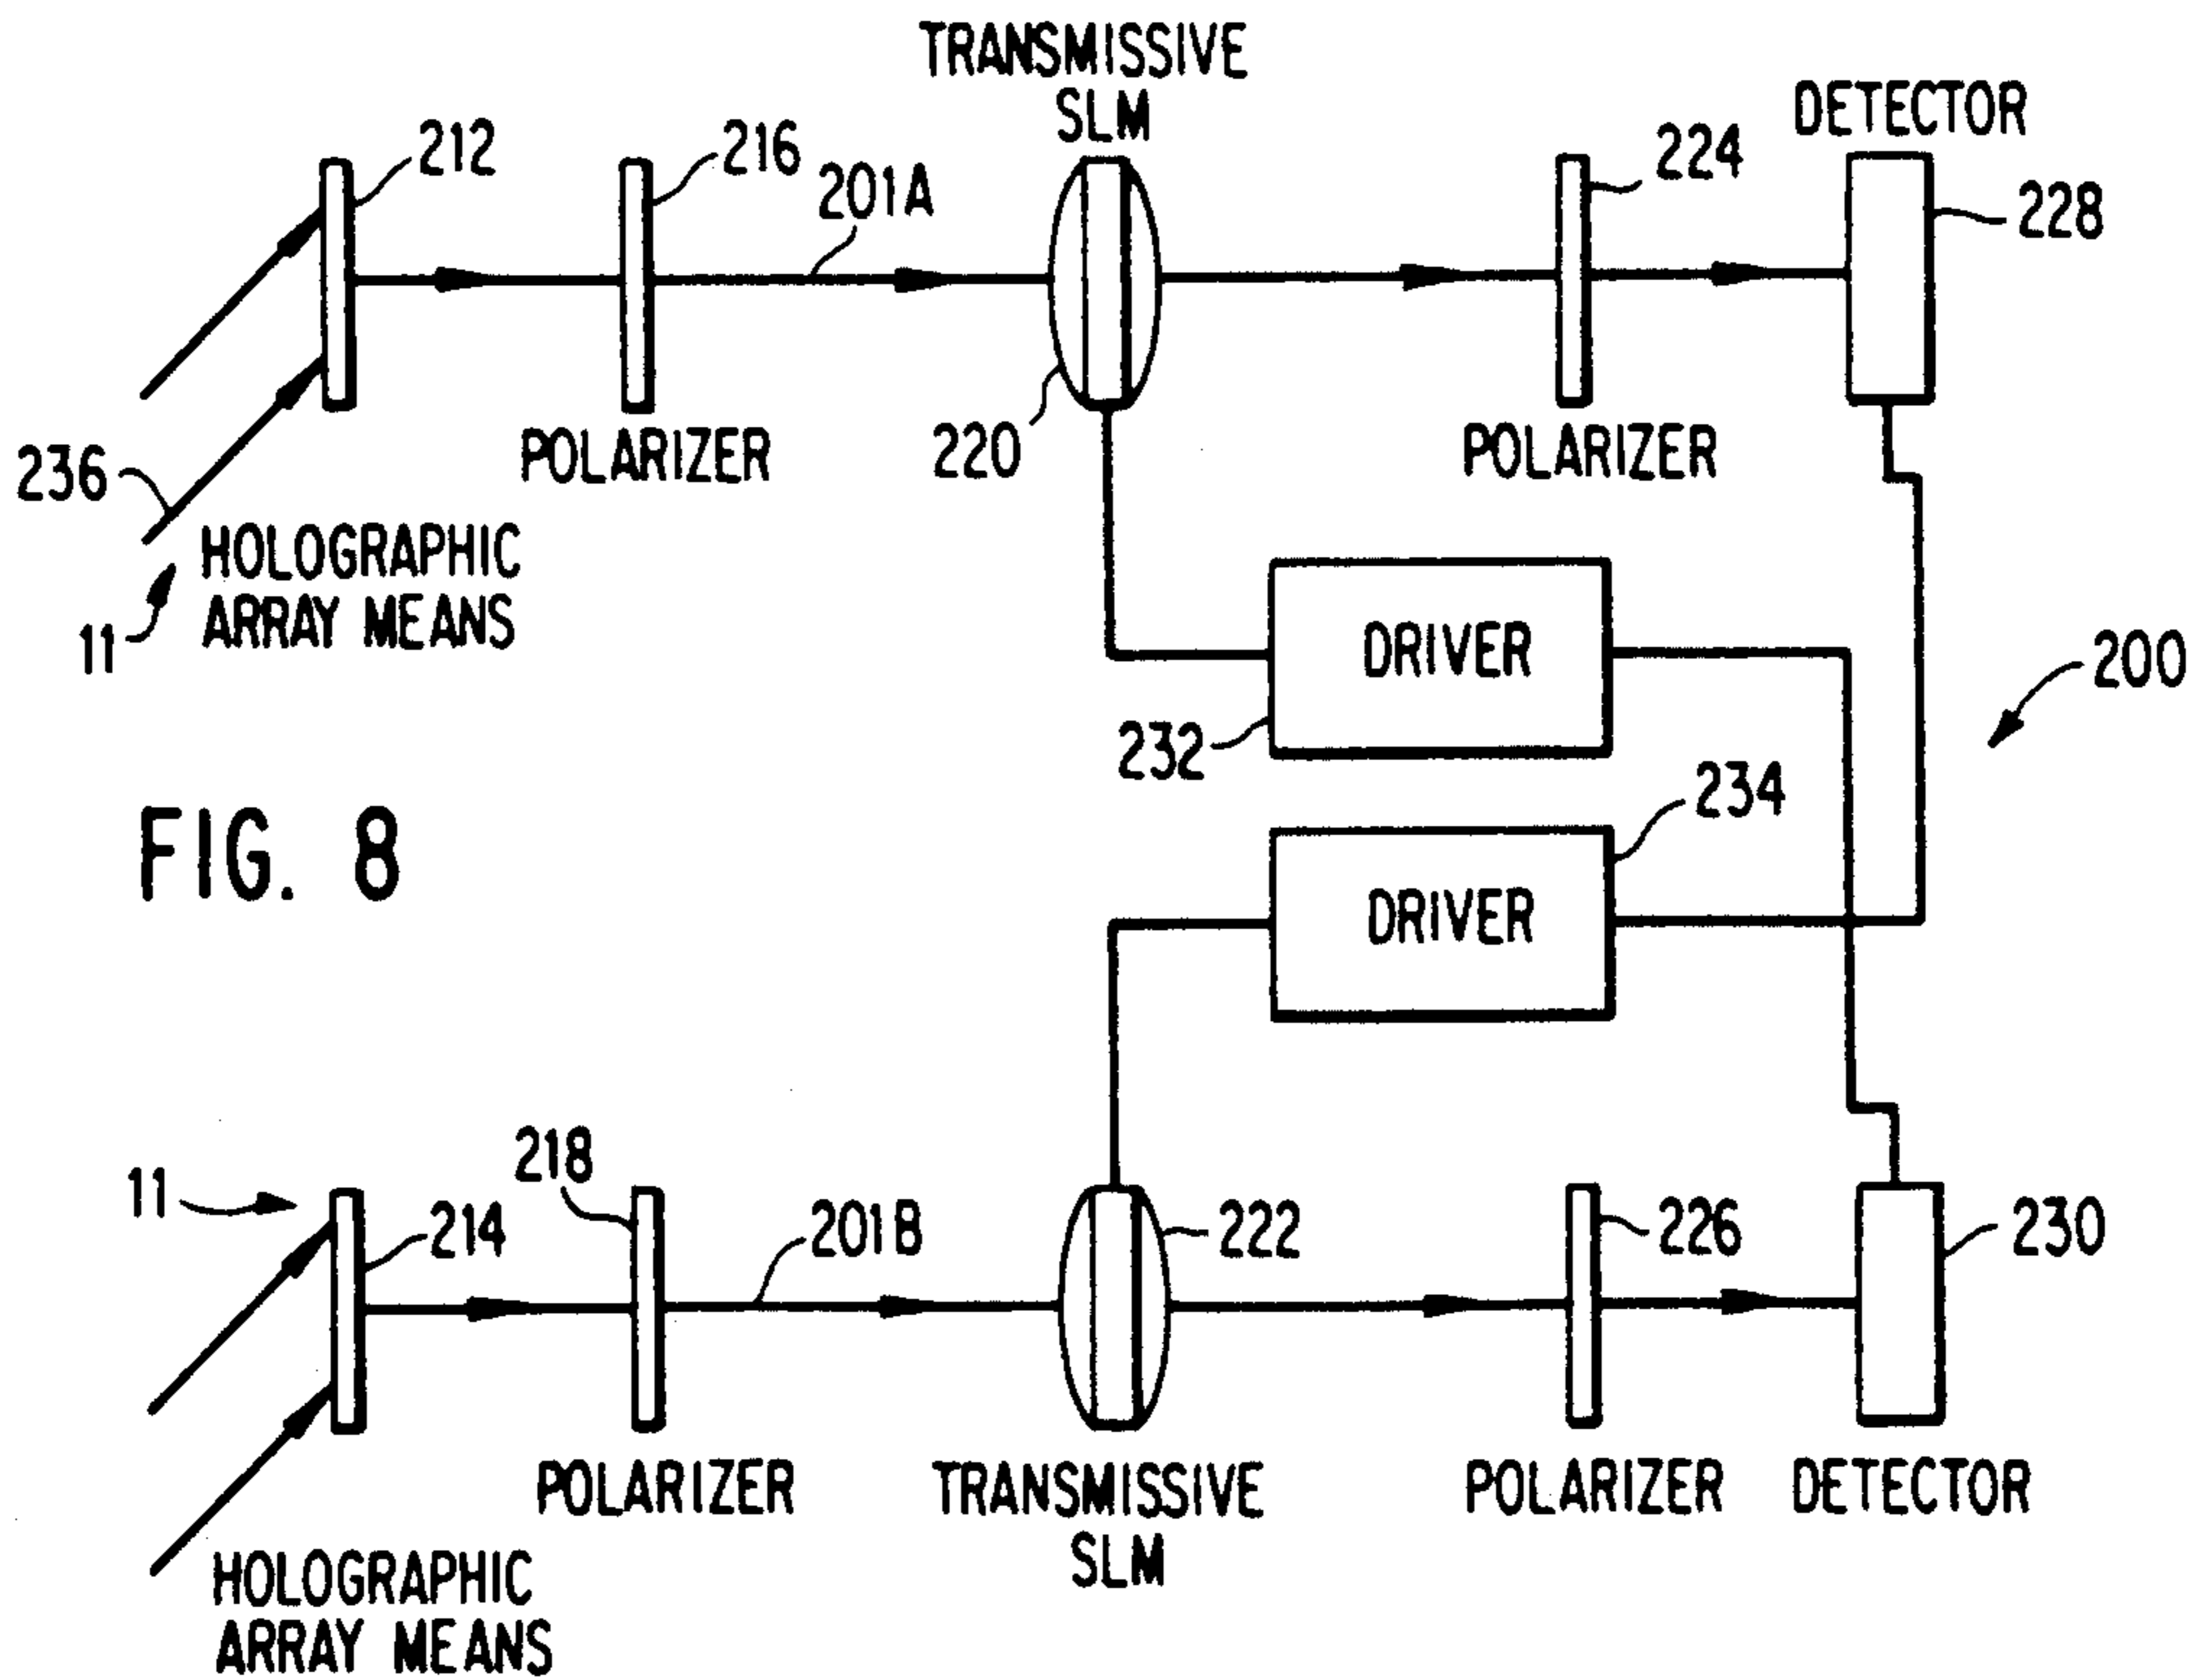 TRANSMISSIVE
SLM
DETECTOR
212
216
201A
224
228
POLARIZER
220
POLARIZER
236
HOLOGRAPHIC
ARRAY MEANS
11
DRIVER
200
232
234
FIG. 8
DRIVER
11
218
214
201B
222
226
230
POLARIZER
TRANSMISSIVE
SLM
POLARIZER
DETECTOR
HOLOGRAPHIC
ARRAY MEANS